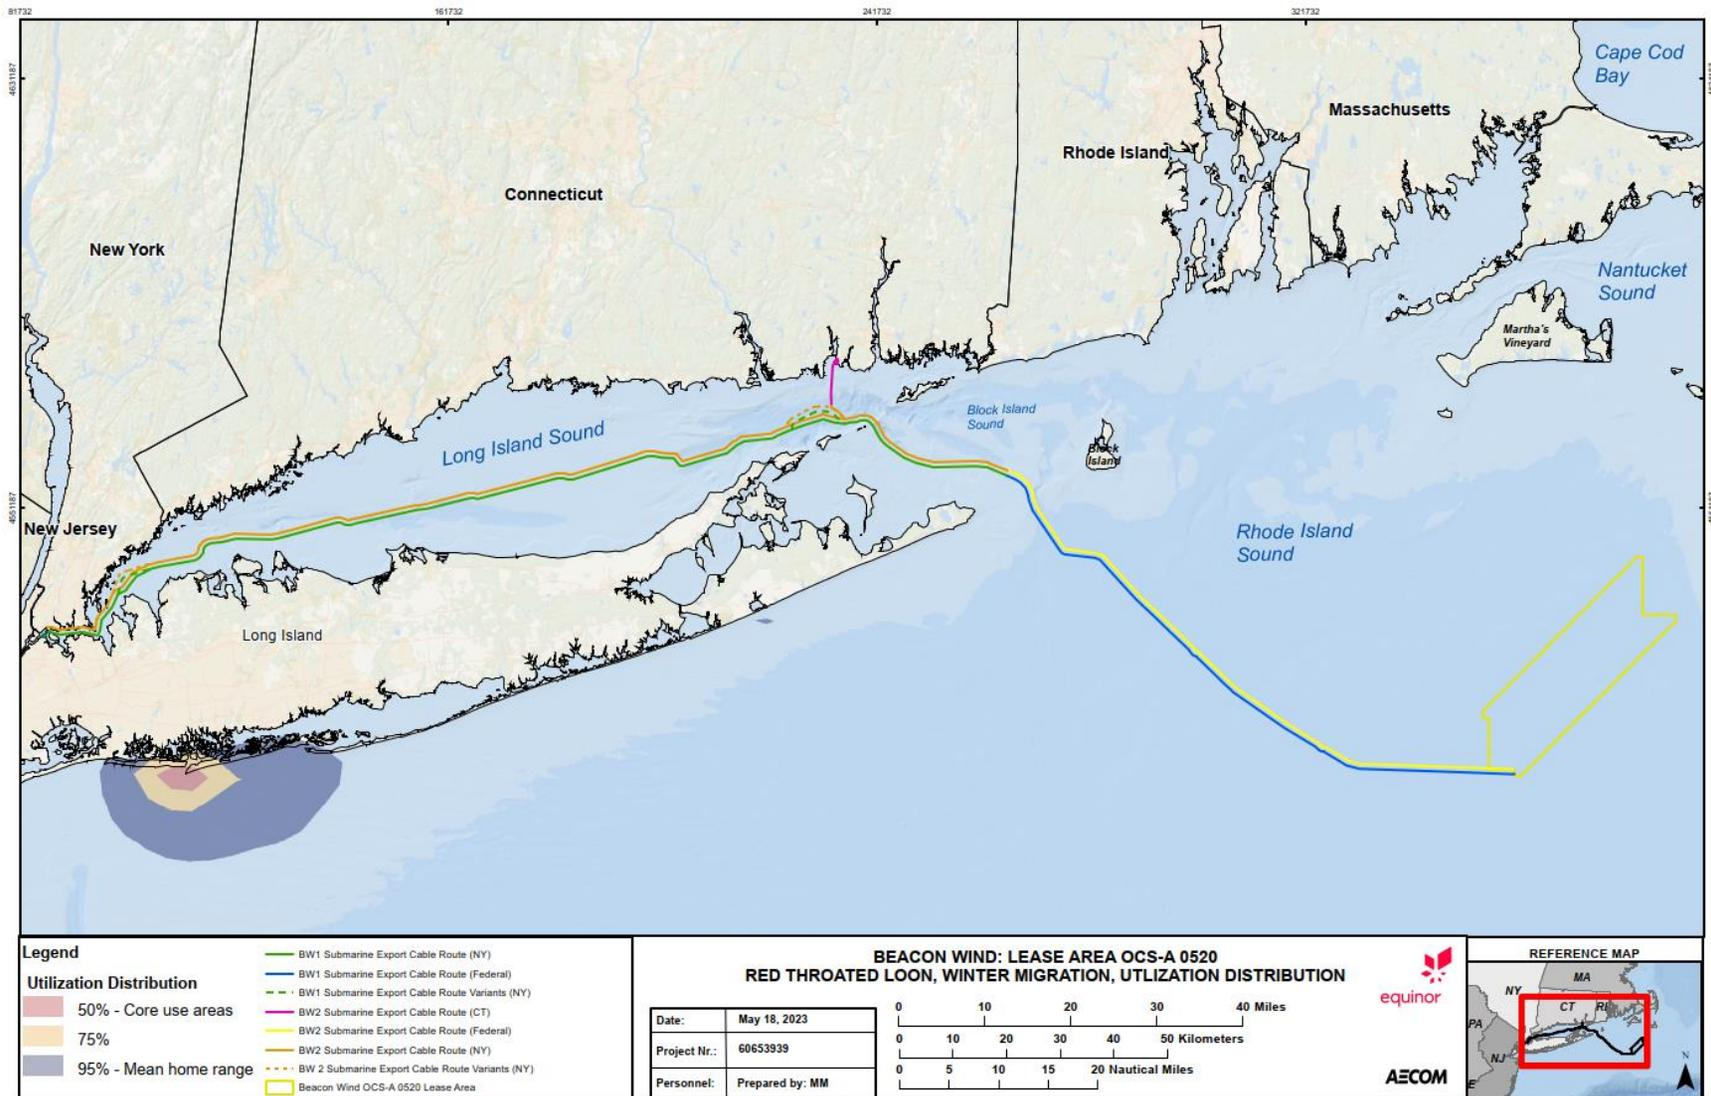 81732
161732
241732
321732
4631187
Cape Cod
Bay
Massachusetts
Rhode Island
Connecticut
New York
Nantucket
Sound
Martha's
Vineyard
Block Island
Sound
Long Island Sound
Block
Island
4551187
New Jersey
Rhode Island
Sound
Long Island
Legend
Utilization Distribution
50% - Core use areas
75%
95% - Mean home range
BW1 Submarine Export Cable Route (NY)
BW1 Submarine Export Cable Route (Federal)
BW1 Submarine Export Cable Route Variants (NY)
BW2 Submarine Export Cable Route (CT)
BW2 Submarine Export Cable Route (Federal)
BW2 Submarine Export Cable Route (NY)
BW 2 Submarine Export Cable Route Variants (NY)
Beacon Wind OCS-A 0520 Lease Area
BEACON WIND: LEASE AREA OCS-A 0520
RED THROATED LOON, WINTER MIGRATION, UTLIZATION DISTRIBUTION
Date: May 18, 2023
Project Nr.: 60653939
Personnel: Prepared by: MM
0 10 20 30 40 Miles
0 10 20 30 40 50 Kilometers
0 5 10 15 20 Nautical Miles
equinor
AECOM
REFERENCE MAP
MA
NY
CT RI
PA
NJ
E
N